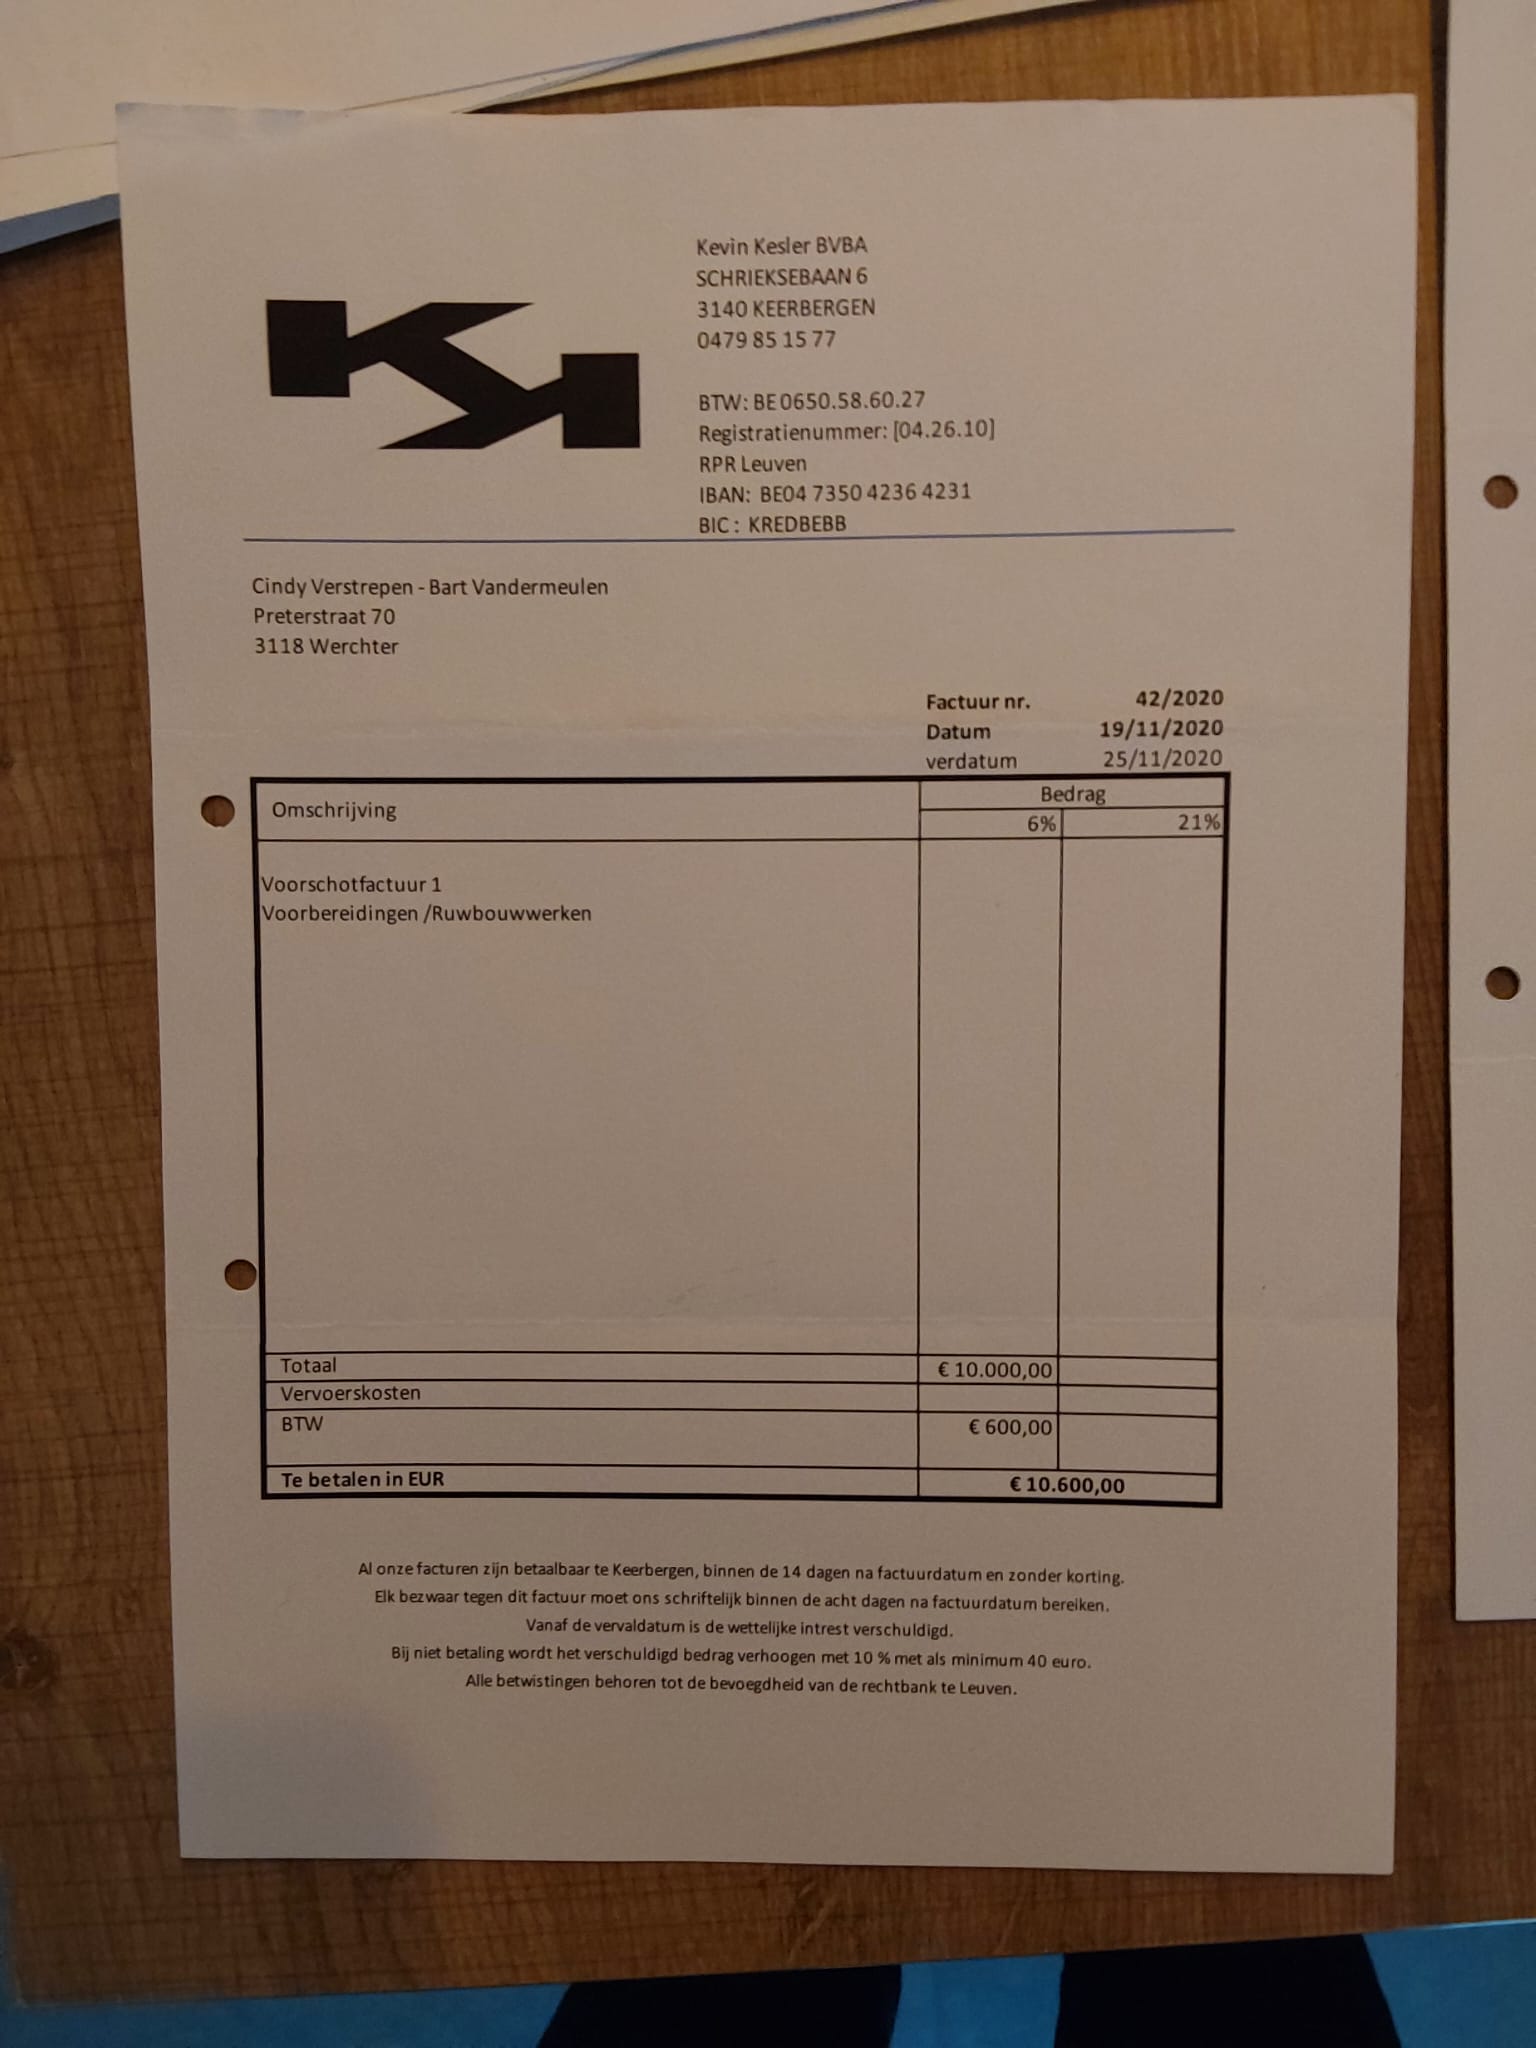 Kevin Kesler BVBA
SCHRIEKSEBAAN 6
3140 KEERBERGEN
0479 85 15 77
BTW: BE 0650.58.60.27
Registratienummer: [04.26.10]
RPR Leuven
IBAN: BE04 7350 4236 4231
BIC : KREDBEBB
Cindy Verstrepen - Bart Vandermeulen
Preterstraat 70
3118 Werchter
Factuur nr. 42/2020
Datum 19/11/2020
verdatum 25/11/2020
Omschrijving Bedrag
6% 21%
Voorschotfactuur 1
Voorbereidingen /Ruwbouwwerken
Totaal € 10.000,00
Vervoerskosten
BTW € 600,00
Te betalen in EUR € 10.600,00
Al onze facturen zijn betaalbaar te Keerbergen, binnen de 14 dagen na factuurdatum en zonder korting.
Elk bezwaar tegen dit factuur moet ons schriftelijk binnen de acht dagen na factuurdatum bereiken.
Vanaf de vervaldatum is de wettelijke intrest verschuldigd.
Bij niet betaling wordt het verschuldigd bedrag verhoogen met 10 % met als minimum 40 euro.
Alle betwistingen behoren tot de bevoegdheid van de rechtbank te Leuven.